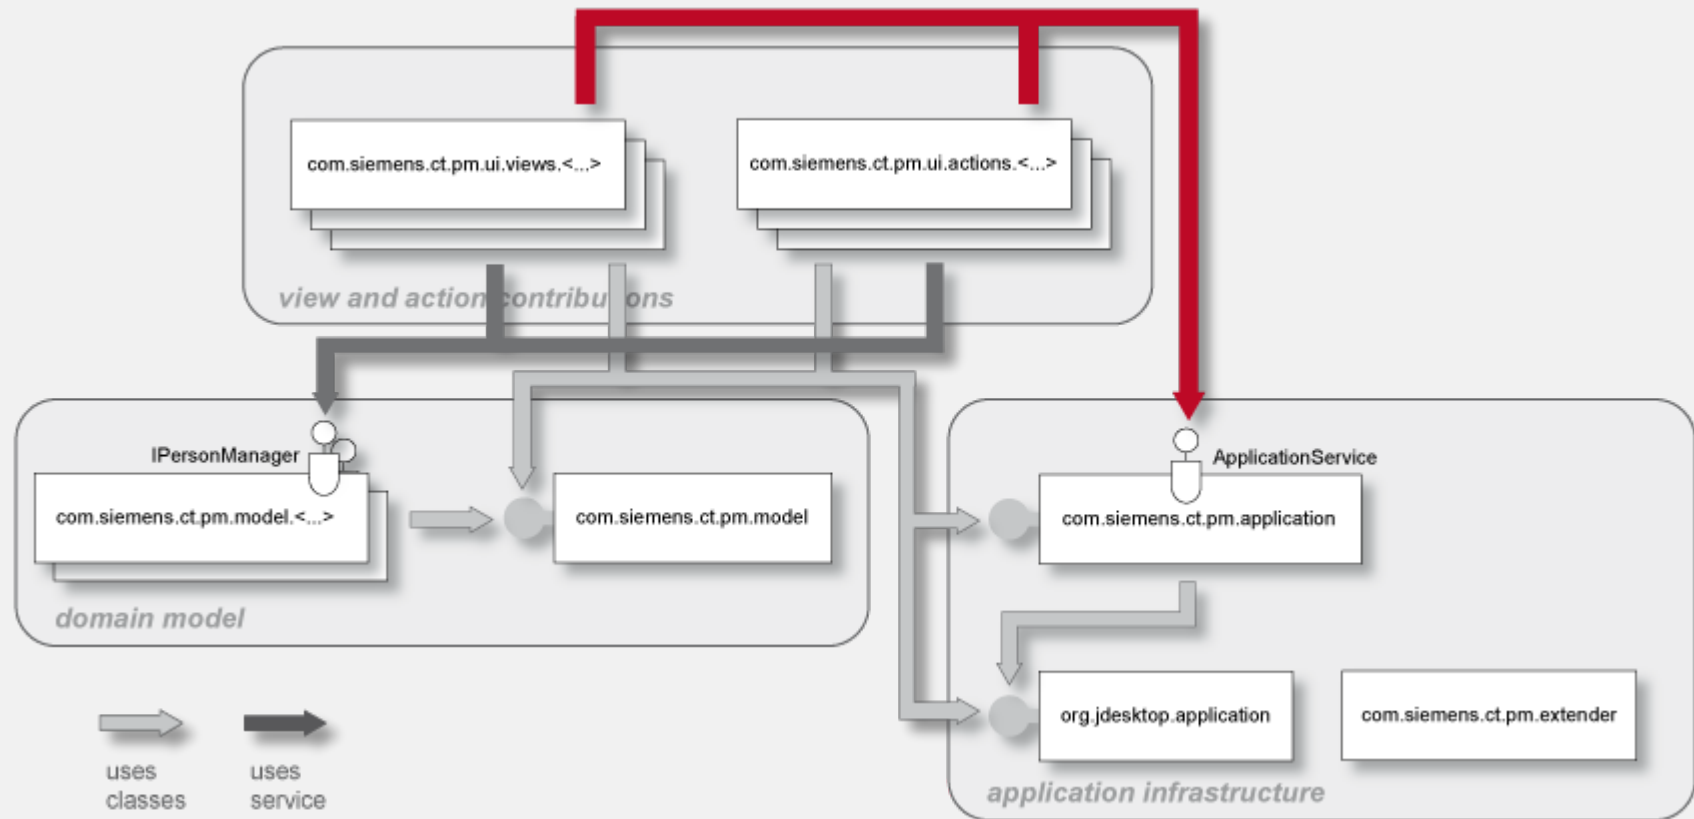 com.siemens.ct.pm.ui.views.<...>
com.siemens.ct.pm.ui.actions.<...>
view and action contributions
IPersonManager
com.siemens.ct.pm.model.<...>
com.siemens.ct.pm.model
domain model
ApplicationService
com.siemens.ct.pm.application
org.jdesktop.application
com.siemens.ct.pm.extender
application infrastructure
uses
classes
uses
service